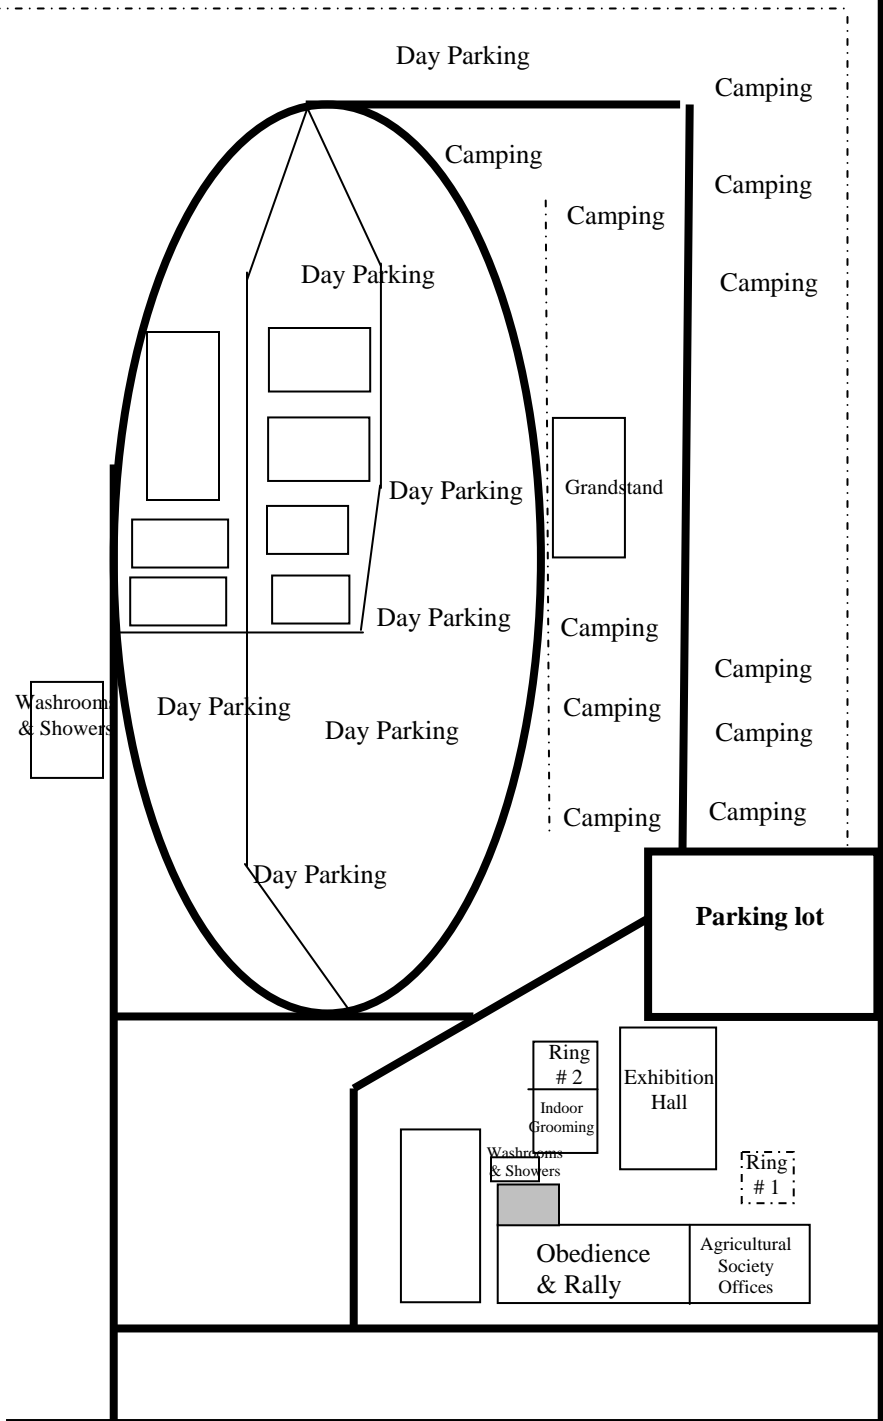 Day Parking
Camping
Camping
Camping
Camping
Day Parking
Camping
Day Parking
Grandstand
Day Parking
Camping
Camping
Washrooms
& Showers
Day Parking
Camping
Day Parking
Camping
Camping
Camping
Day Parking
Parking lot
Ring
# 2
Exhibition
Hall
Indoor
Grooming
Washrooms
& Showers
Ring
# 1
Obedience
& Rally
Agricultural
Society
Offices